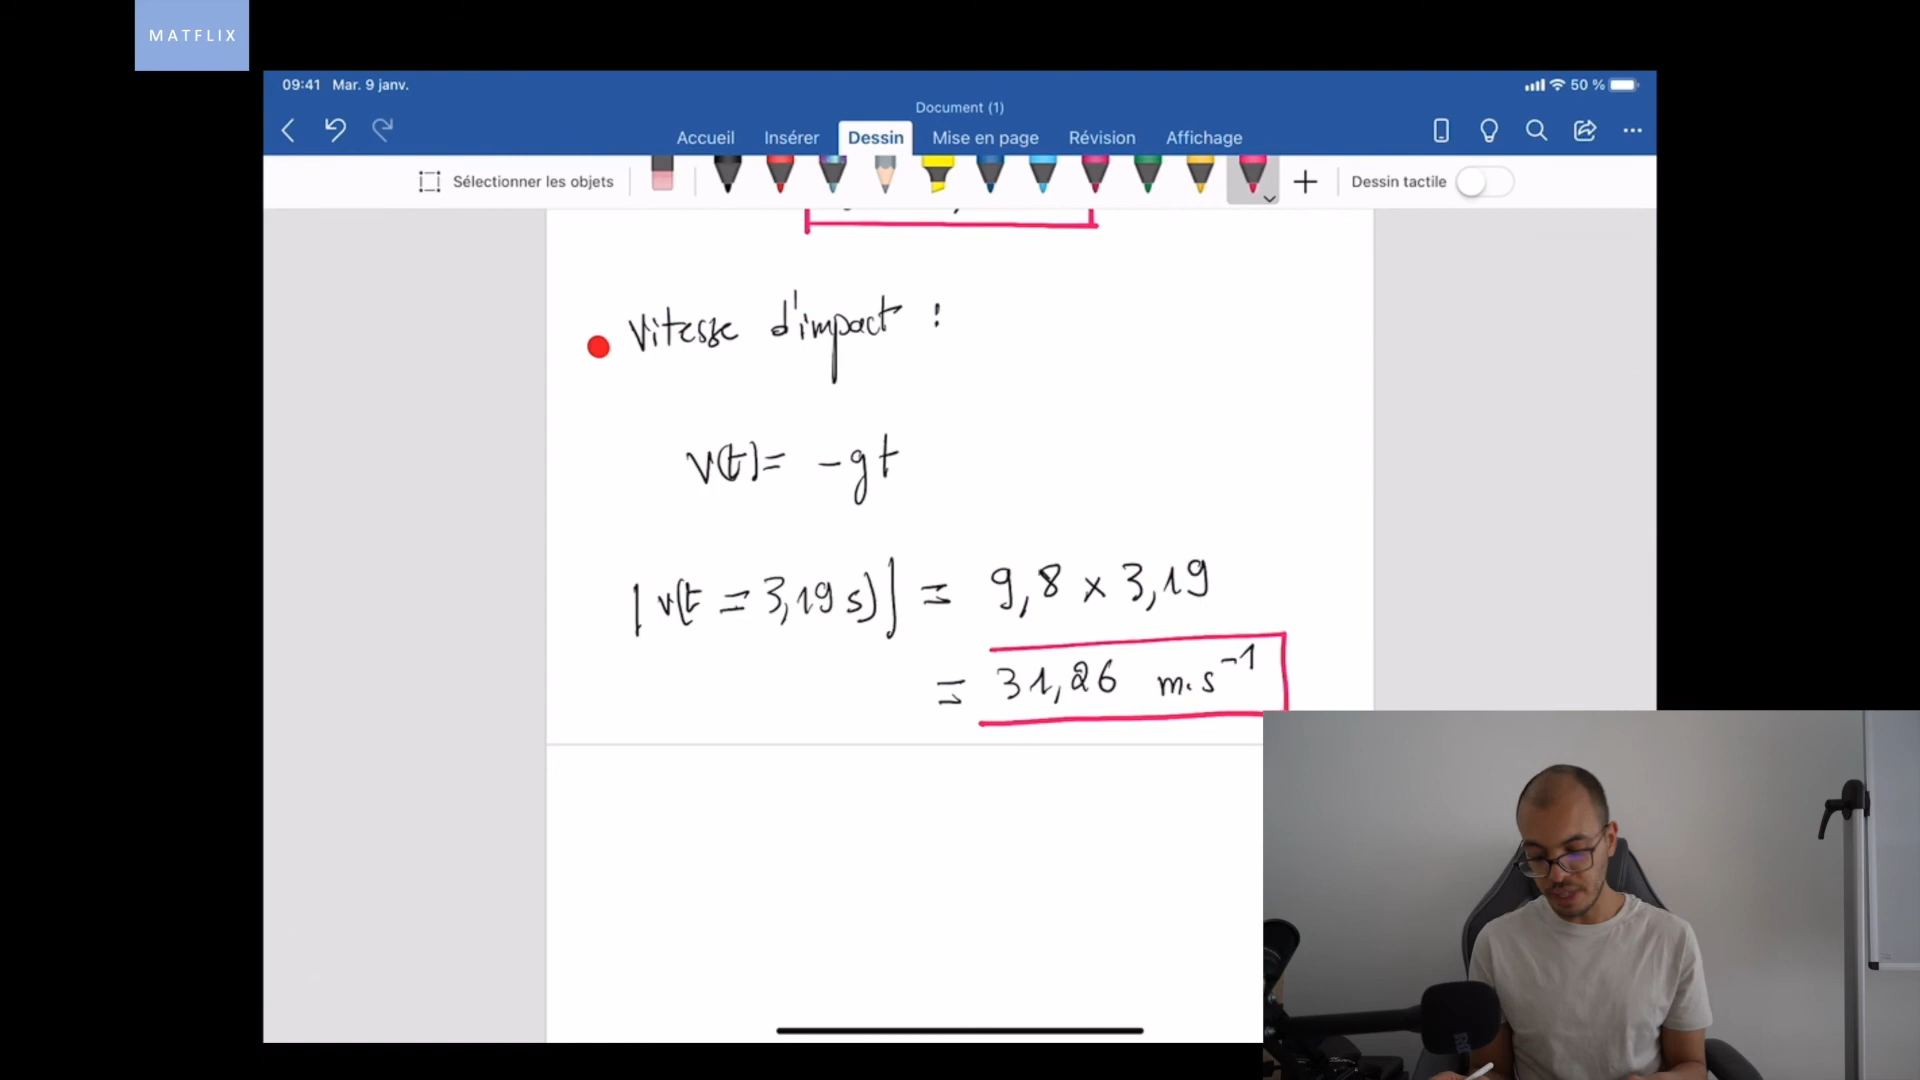 MATFLIX
09:41 Mar. 9 janv.
50 %
Document (1)
Accueil Insérer Dessin Mise en page Révision Affichage
Sélectionner les objets
Dessin tactile
Vitesse d'impact :
v(t) = -gt
|v(t = 3,19 s)| = 9,8 × 3,19
= 31,26 m.s⁻¹